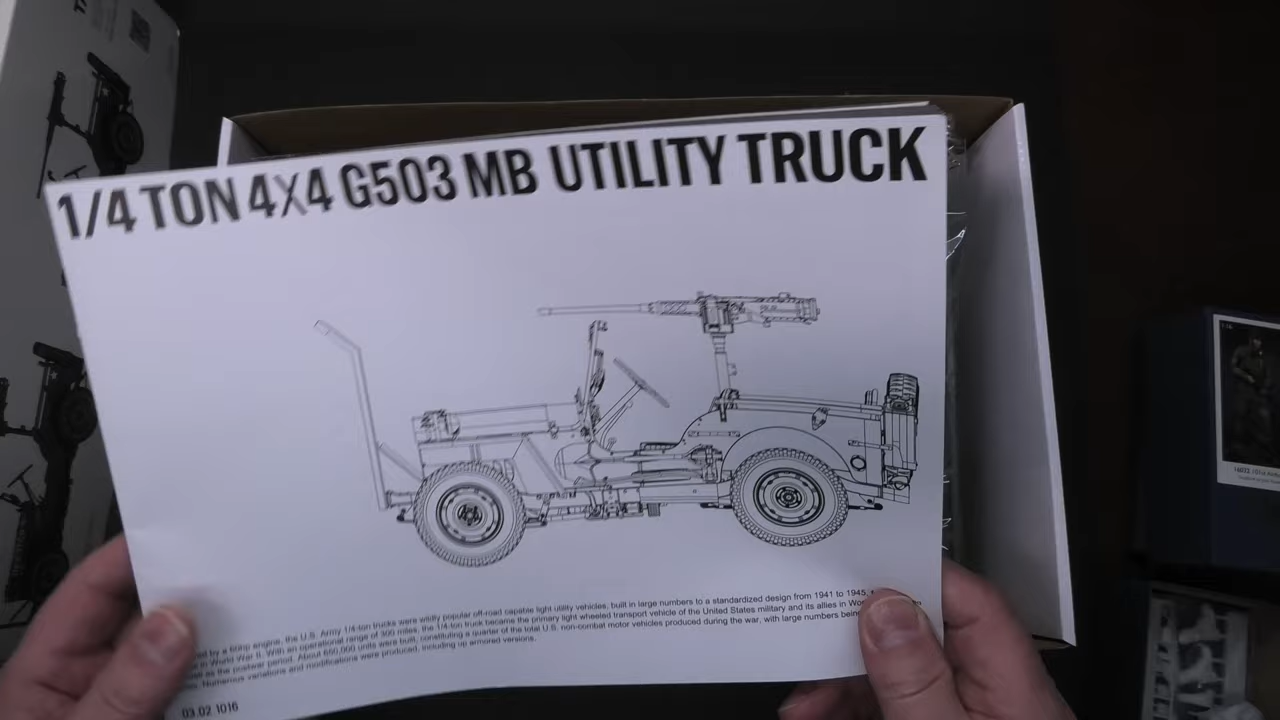 1/4 TON 4X4 G503 MB UTILITY TRUCK
by a 60hp engine, the U.S. Army 1/4-ton trucks were wildly popular off-road capable light utility vehicles, built in large numbers to a standardized design from 1941 to 1945,
in World War II. With an operational range of 300 miles, the 1/4-ton truck became the primary light wheeled transport vehicle of the United States military and its allies in
as the postwar period. About 650,000 units were built, constituting a quarter of the total U.S. non-combat motor vehicles produced during the war, with large numbers
Numerous variations and modifications were produced, including up armored versions.
03.02 1016